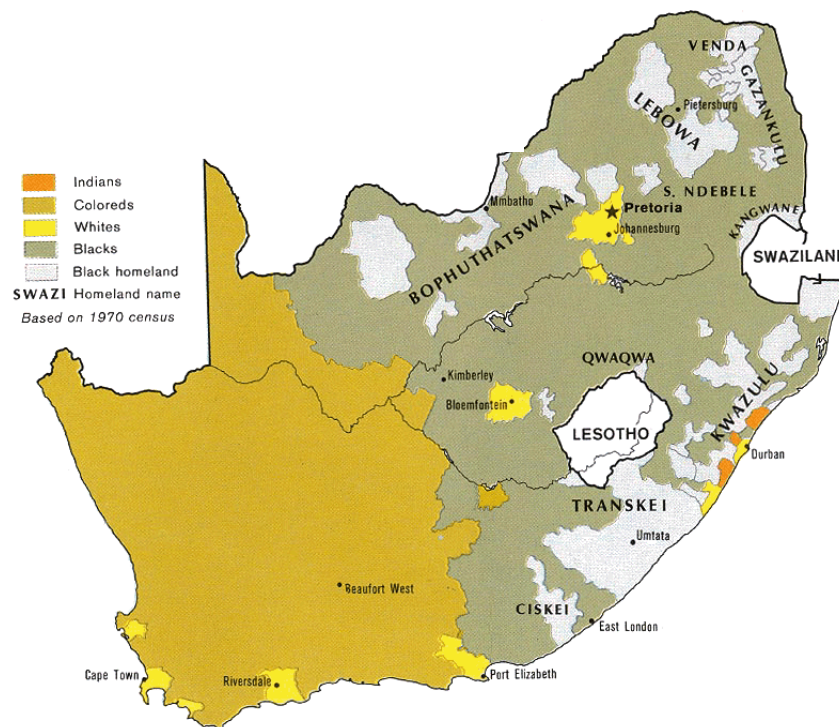 VENDA
GAZANKULU
LEBOWA
Pietersburg
Indians
Coloreds
Whites
Blacks
Black homeland
SWAZI Homeland name
Based on 1970 census
Mmbatho
BOPHUTHATSWANA
S. NDEBELE
Pretoria
Johannesburg
KANGWANE
SWAZILAND
QWAQWA
Kimberley
Bloemfontein
LESOTHO
KWAZULU
Durban
TRANSKEI
Umtata
Beaufort West
CISKEI
East London
Cape Town
Riversdale
Port Elizabeth